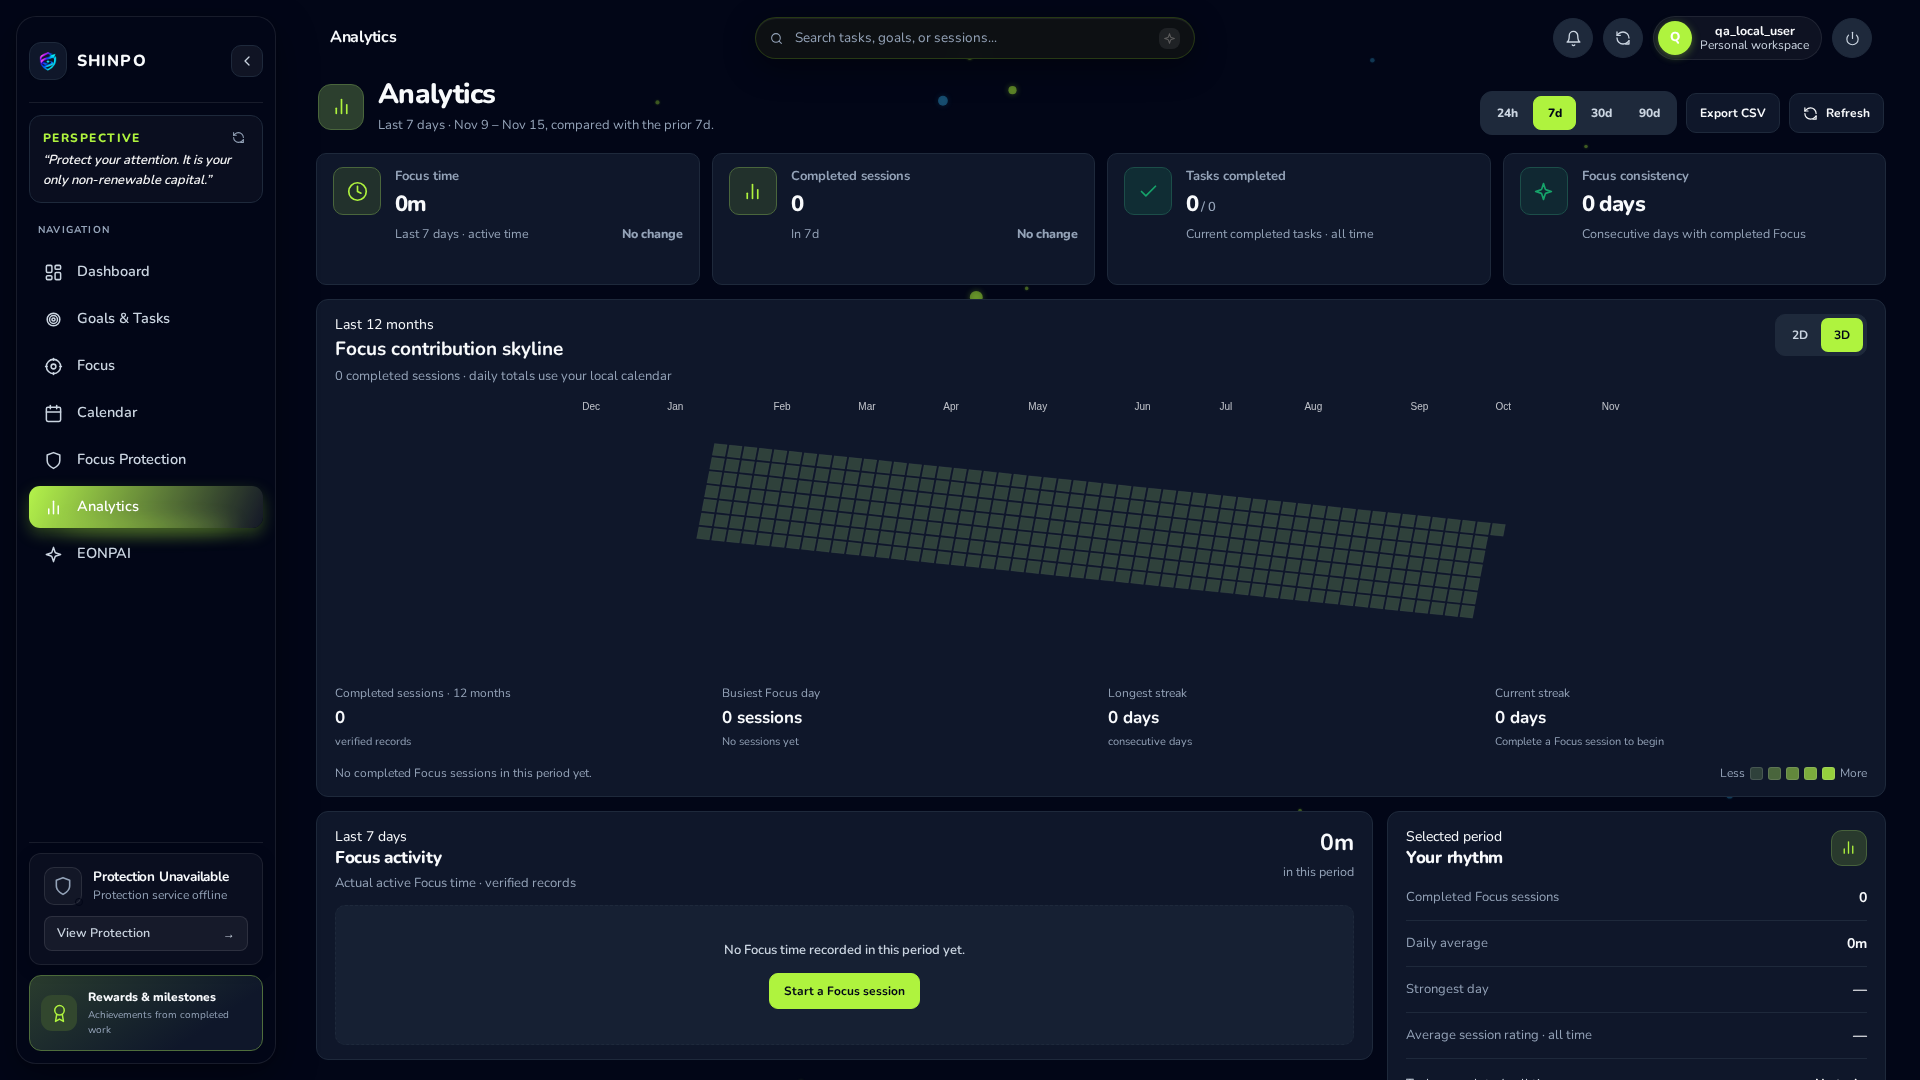 SHINPO
PERSPECTIVE
“Protect your attention. It is your
only non-renewable capital.”
NAVIGATION
Dashboard
Goals & Tasks
Focus
Calendar
Focus Protection
Analytics
EONPAI
Protection Unavailable
Protection service offline
View Protection →
Rewards & milestones
Achievements from completed
work
Analytics
Search tasks, goals, or sessions...
Q
qa_local_user
Personal workspace
Analytics
Last 7 days · Nov 9 – Nov 15, compared with the prior 7d.
24h 7d 30d 90d Export CSV Refresh
Focus time
0m
Last 7 days · active time No change
Completed sessions
0
In 7d No change
Tasks completed
0 / 0
Current completed tasks · all time
Focus consistency
0 days
Consecutive days with completed Focus
Last 12 months
Focus contribution skyline
0 completed sessions · daily totals use your local calendar
2D 3D
Dec Jan Feb Mar Apr May Jun Jul Aug Sep Oct Nov
Completed sessions · 12 months
0
verified records
Busiest Focus day
0 sessions
No sessions yet
Longest streak
0 days
consecutive days
Current streak
0 days
Complete a Focus session to begin
No completed Focus sessions in this period yet.
Less More
Last 7 days
Focus activity
Actual active Focus time · verified records
0m
in this period
No Focus time recorded in this period yet.
Start a Focus session
Selected period
Your rhythm
Completed Focus sessions 0
Daily average 0m
Strongest day —
Average session rating · all time —